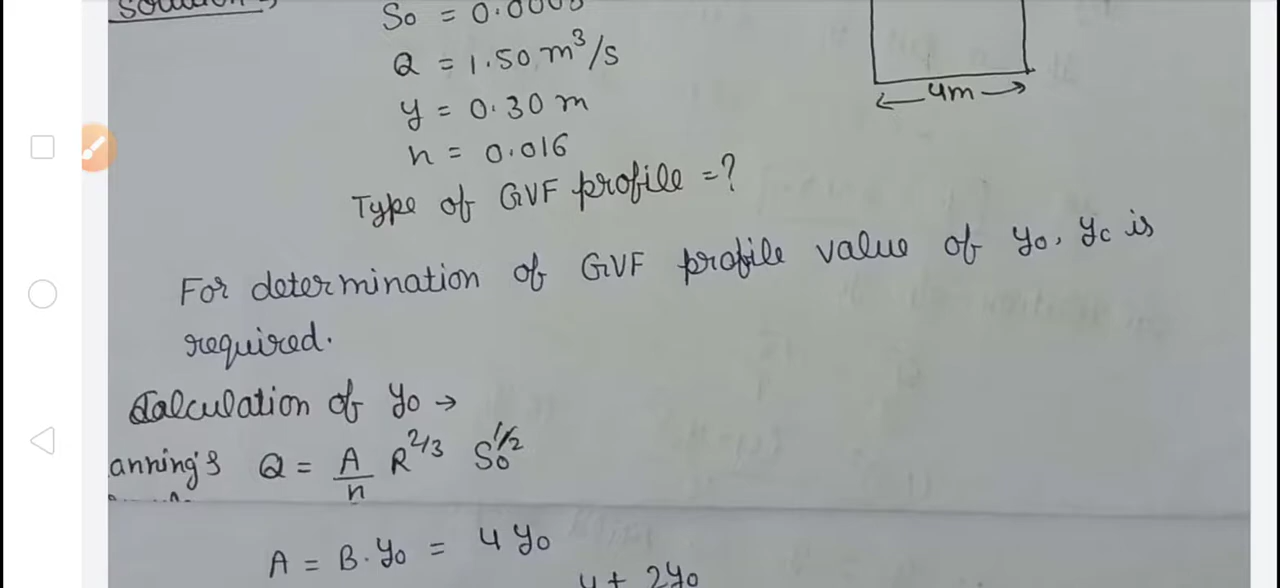 Solution
So = 0.0008
Q = 1.50 m³/s
y = 0.30 m
n = 0.016
4m
Type of GVF profile = ?
For determination of GVF profile value of yo, yc is
required.
Calculation of yo →
anning's Q = A/n R^2/3 So^1/2
A = B. yo = 4 yo
4 + 2yo